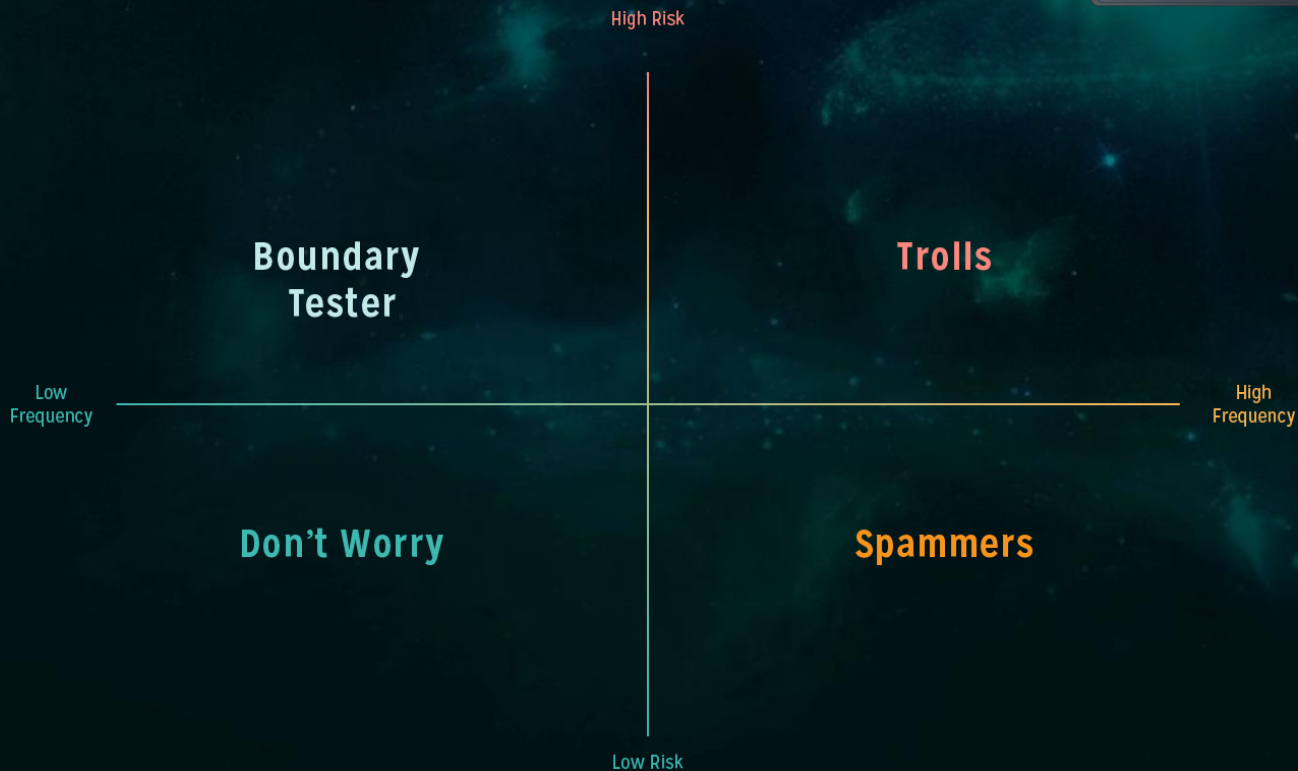 High Risk
Boundary
Tester
Trolls
Low
Frequency
High
Frequency
Don’t Worry
Spammers
Low Risk